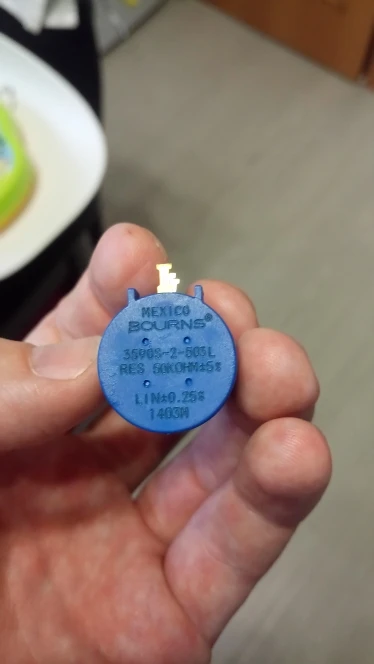 MEXICO
BOURNS®
3590S-2-503L
RES 50KOHM±5%
LIN±0.25%
1403M